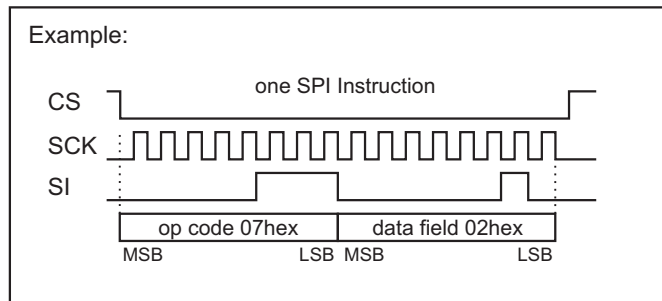 Example:
one SPI Instruction
CS
SCK
SI
op code 07hex data field 02hex
MSB LSB MSB LSB